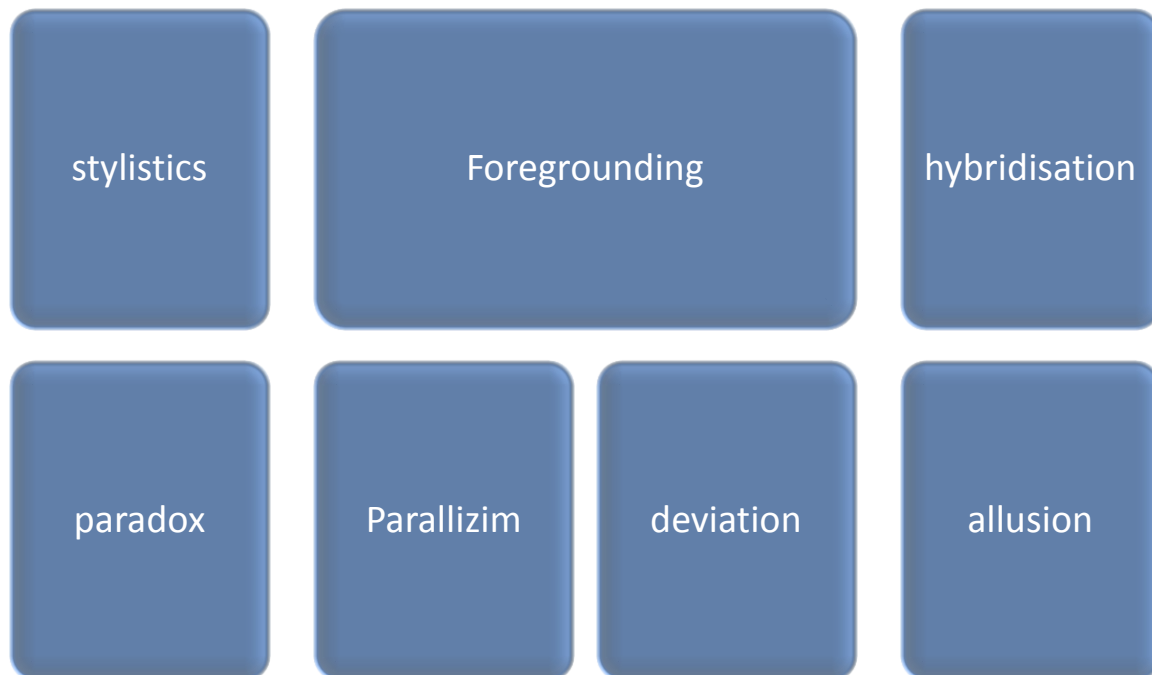 stylistics
Foregrounding
hybridisation
paradox
Parallizim
deviation
allusion